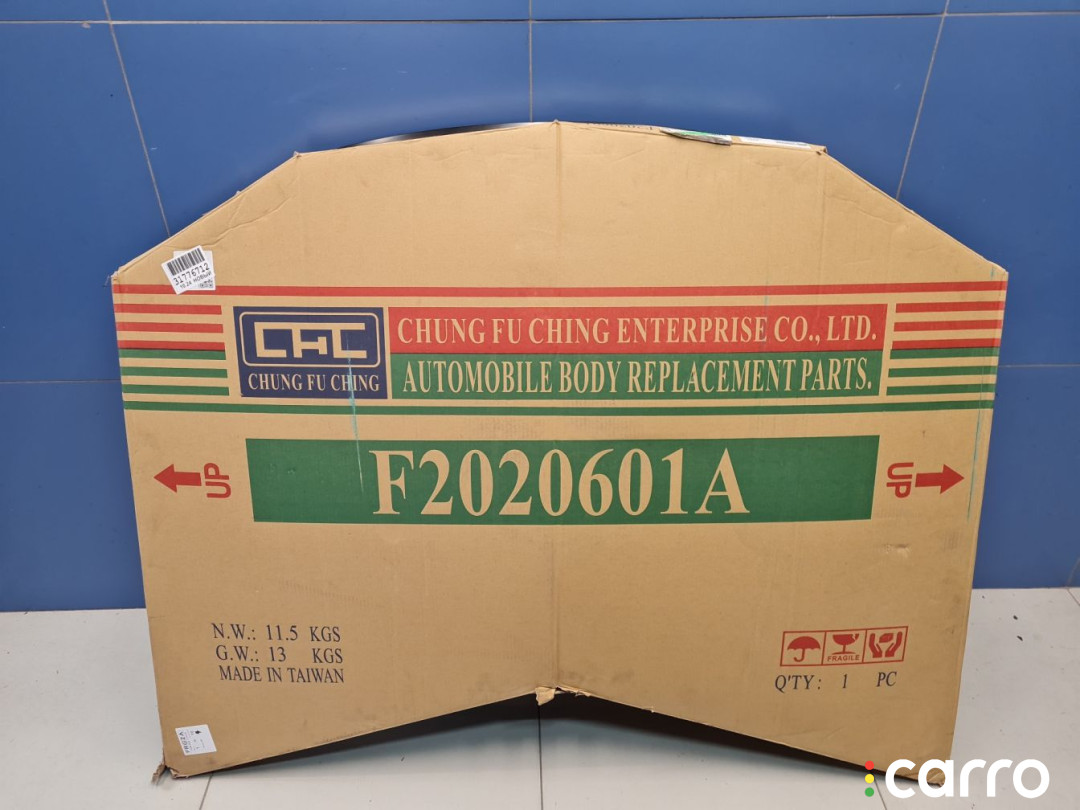 31776712
CFC
CHUNG FU CHING
CHUNG FU CHING ENTERPRISE CO., LTD.
AUTOMOBILE BODY REPLACEMENT PARTS.
UP
F2020601A
UP
N.W.: 11.5 KGS
G.W.: 13 KGS
MADE IN TAIWAN
FRAGILE
Q'TY: 1 PC
carro